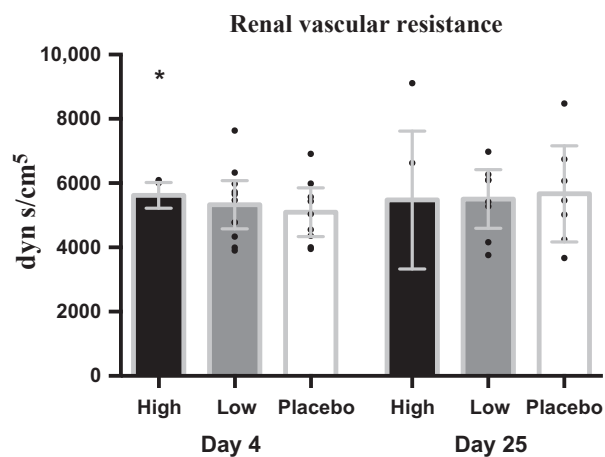 Renal vascular resistance
10,000
8000
6000
4000
2000
0
dyn s/cm⁵
*
High Low Placebo High Low Placebo
Day 4 Day 25